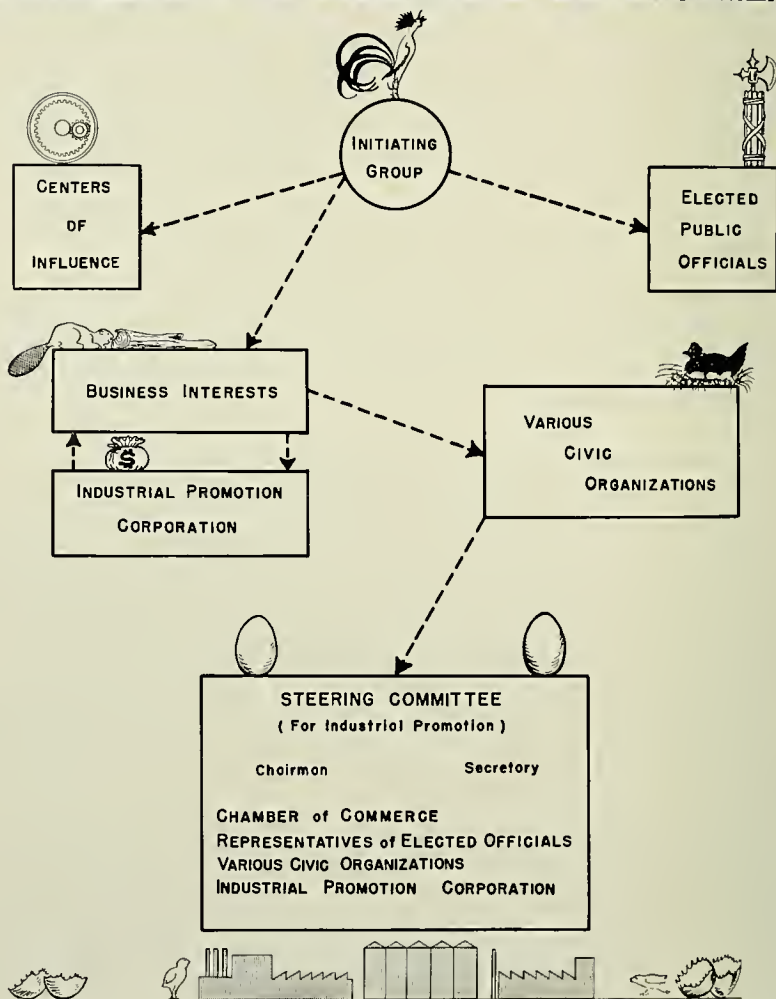 INITIATING
GROUP
CENTERS
OF
INFLUENCE
ELECTED
PUBLIC
OFFICIALS
BUSINESS INTERESTS
$
INDUSTRIAL PROMOTION
CORPORATION
VARIOUS
CIVIC
ORGANIZATIONS
STEERING COMMITTEE
( For Industrial Promotion )
Chairman Secretary
CHAMBER of COMMERCE
REPRESENTATIVES of ELECTED OFFICIALS
VARIOUS CIVIC ORGANIZATIONS
INDUSTRIAL PROMOTION CORPORATION